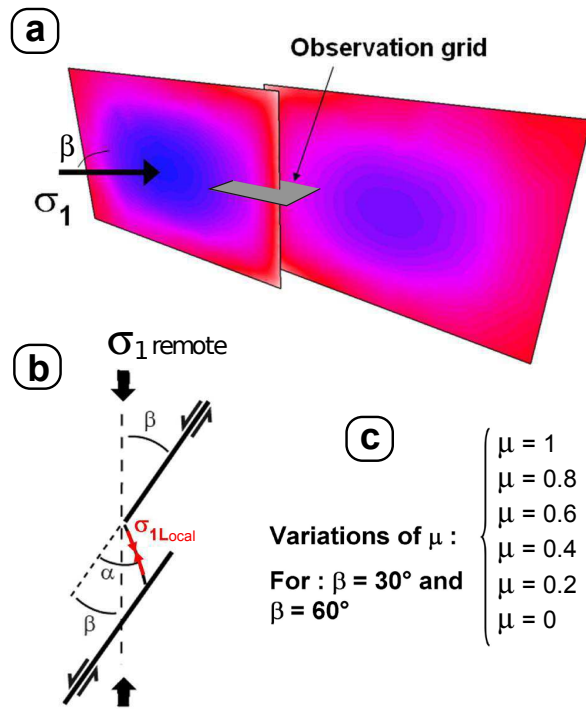 a
Observation grid
β
σ1
b
σ1 remote
β
σ1Local
α
β
c
Variations of μ :
For : β = 30° and
β = 60°
μ = 1
μ = 0.8
μ = 0.6
μ = 0.4
μ = 0.2
μ = 0